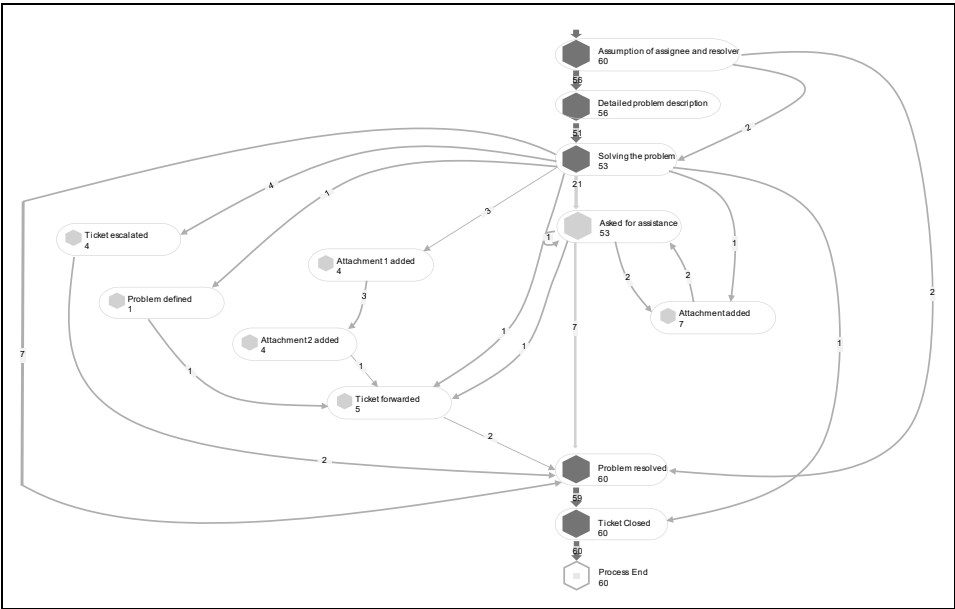 Assumption of assignee and resolver
60
56
Detailed problem description
56
51
2
Solving the problem
53
21
4
1
3
Ticket escalated
4
Asked for assistance
53
1
1
Attachment 1 added
4
2
2
2
3
Problem defined
1
Attachment added
7
7
1
1
1
7
Attachment 2 added
4
1
1
Ticket forwarded
5
2
2
Problem resolved
60
59
Ticket Closed
60
60
Process End
60